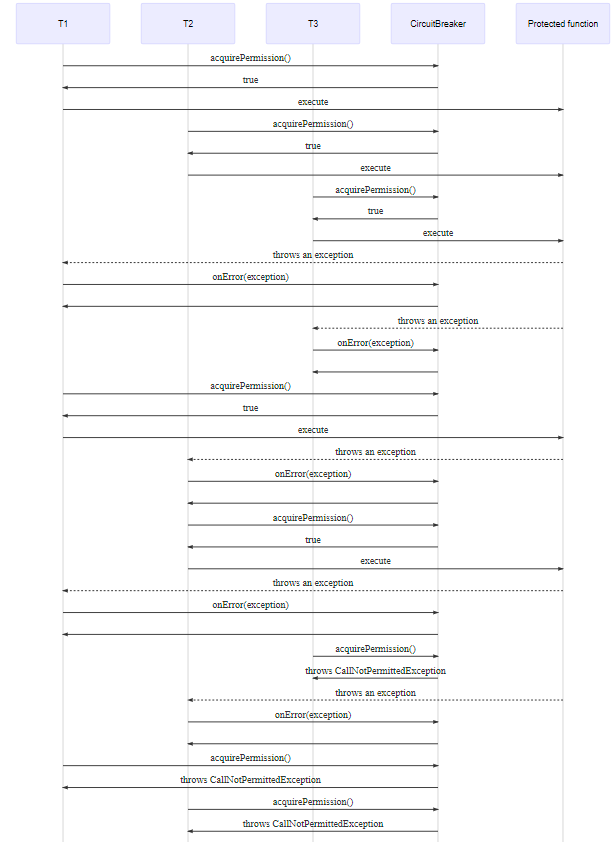 T1
T2
T3
CircuitBreaker
Protected function
acquirePermission()
true
execute
acquirePermission()
true
execute
acquirePermission()
true
execute
throws an exception
onError(exception)
throws an exception
onError(exception)
acquirePermission()
true
execute
throws an exception
onError(exception)
acquirePermission()
true
execute
throws an exception
onError(exception)
acquirePermission()
throws CallNotPermittedException
throws an exception
onError(exception)
acquirePermission()
throws CallNotPermittedException
acquirePermission()
throws CallNotPermittedException